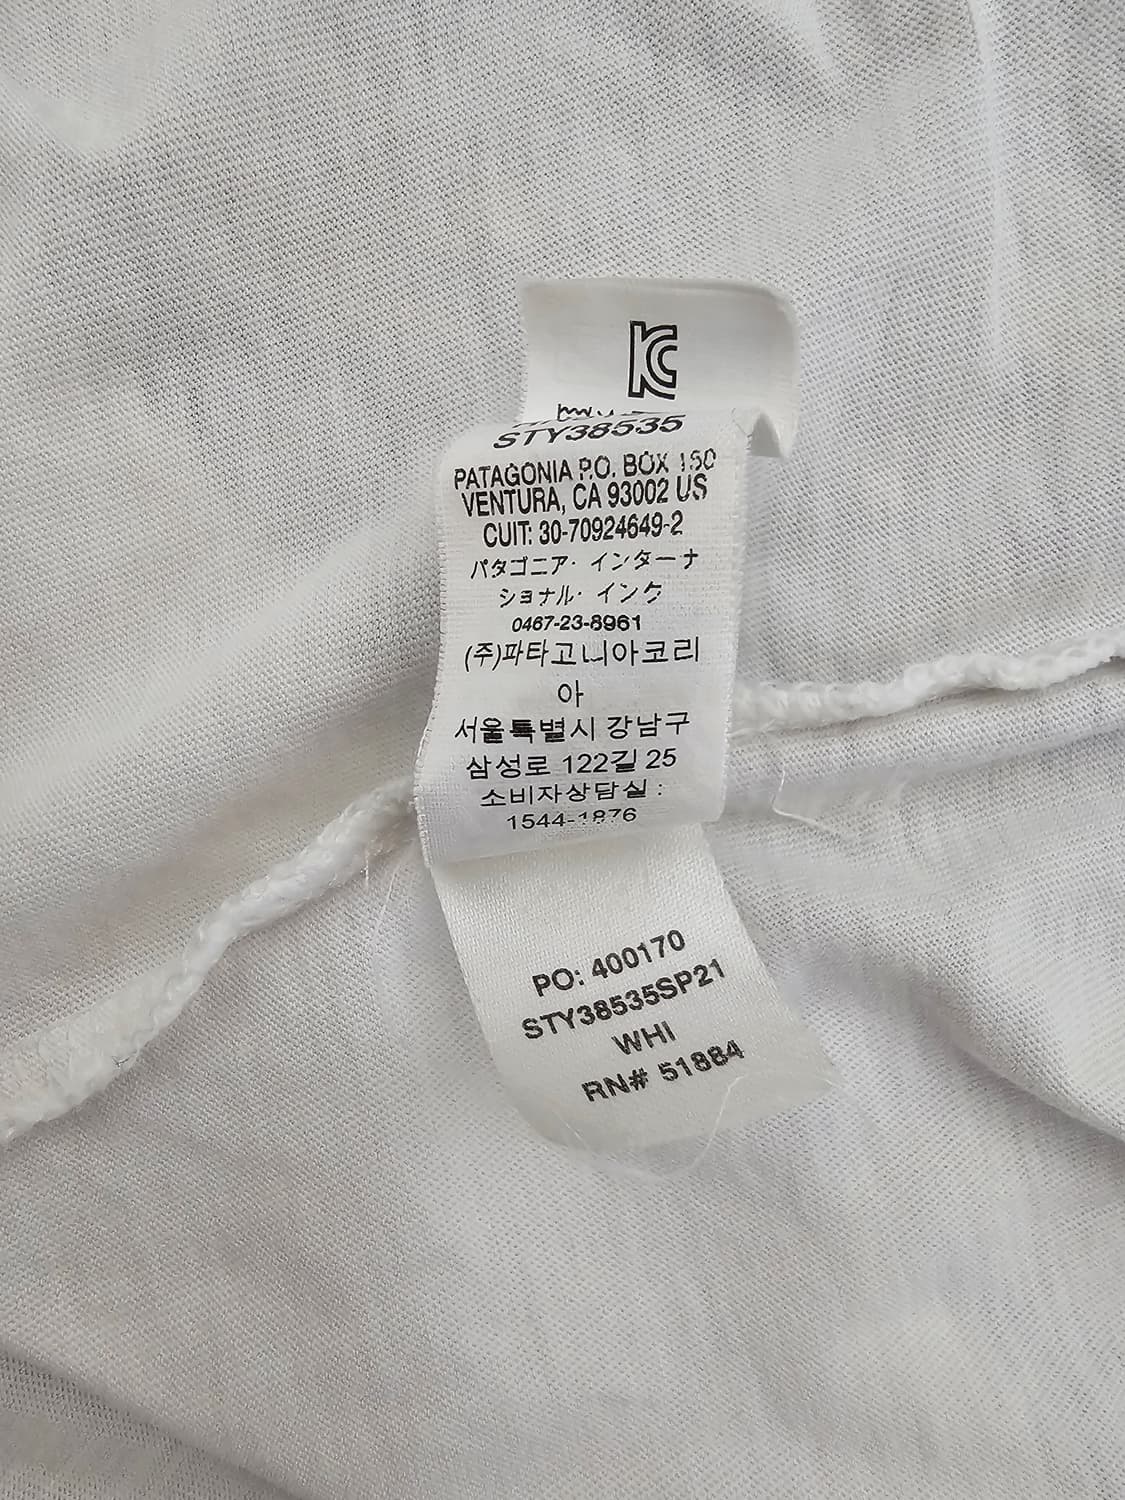 KC
STY38535
PATAGONIA P.O. BOX 150
VENTURA, CA 93002 US
CUIT: 30-70924649-2
パタゴニア・インターナ
ショナル・インク
0467-23-8961
(주)파타고니아코리
아
서울특별시 강남구
삼성로 122길 25
소비자상담실 :
1544-1876
PO: 400170
STY38535SP21
WHI
RN# 51884